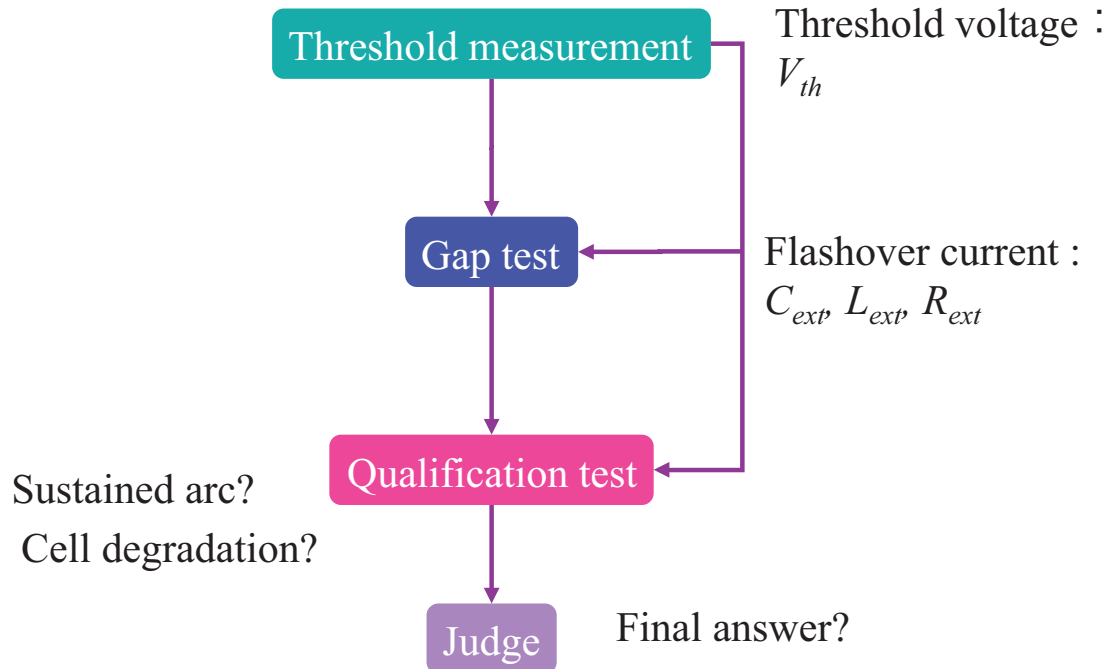 Threshold measurement
Threshold voltage：
V_th
Gap test
Flashover current :
C_ext, L_ext, R_ext
Qualification test
Sustained arc?
Cell degradation?
Judge
Final answer?